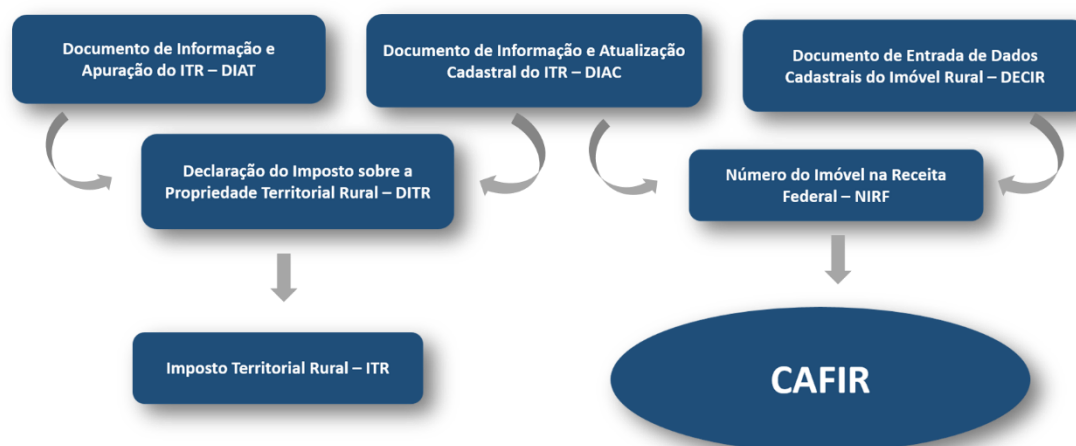 Documento de Informação e
Apuração do ITR – DIAT
Documento de Informação e Atualização
Cadastral do ITR – DIAC
Documento de Entrada de Dados
Cadastrais do Imóvel Rural – DECIR
Declaração do Imposto sobre a
Propriedade Territorial Rural – DITR
Número do Imóvel na Receita
Federal – NIRF
Imposto Territorial Rural – ITR
CAFIR